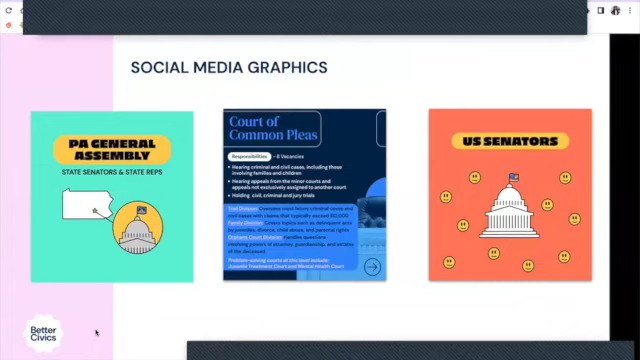 SOCIAL MEDIA GRAPHICS
PA GENERAL
ASSEMBLY
STATE SENATORS & STATE REPS
Court of
Common Pleas
Responsibilities - 8 Vacancies
Hearing criminal and civil cases, including those
involving families and children
Hearing appeals from the minor courts and
appeals not exclusively assigned to another court
Holding civil, criminal and jury trials
Trial Division: Oversees most felony criminal cases and
civil case with claims that typically exceed $10,000
Family Division: Covers topics such as delinquent acts
by juveniles, divorce, child abuse, and parental rights
Orphans Court Division: Handles questions
involving powers of attorney, guardianship, and estates
of the deceased
Problem-solving courts at this level include:
Juvenile Treatment Court and Mental Health Court
US SENATORS
Better
Civics